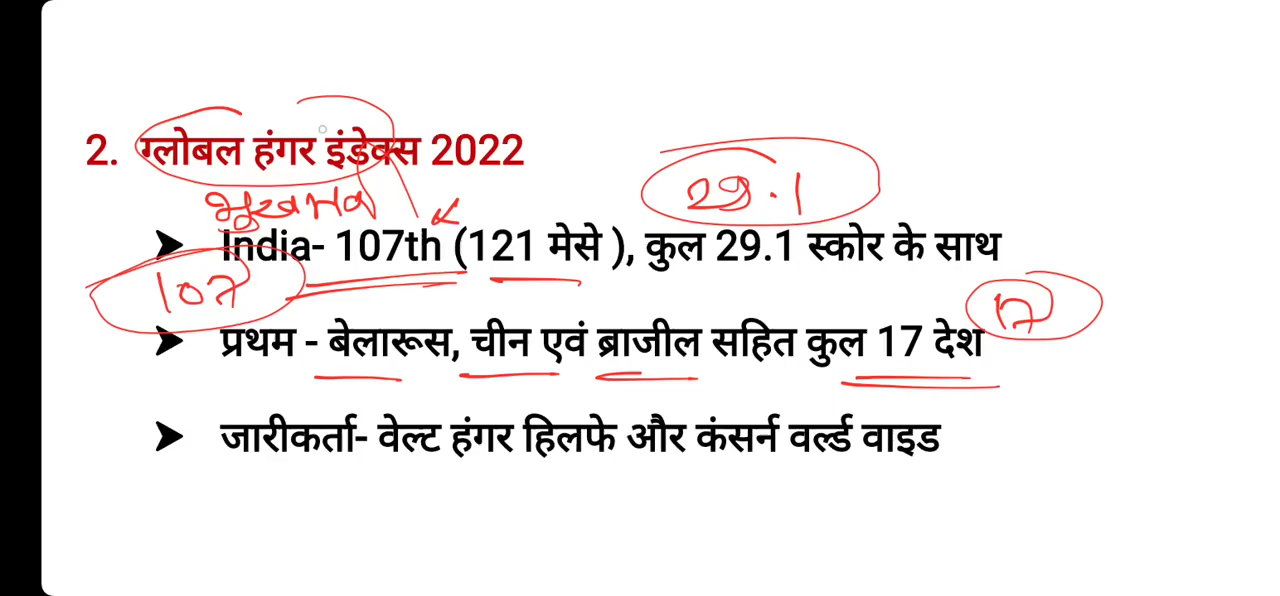 2. ग्लोबल हंगर इंडेक्स 2022
29.1
भुखमरी
➤ India- 107th (121 मेसे ), कुल 29.1 स्कोर के साथ
107
17
➤ प्रथम - बेलारूस, चीन एवं ब्राजील सहित कुल 17 देश
➤ जारीकर्ता- वेल्ट हंगर हिलफे और कंसर्न वर्ल्ड वाइड